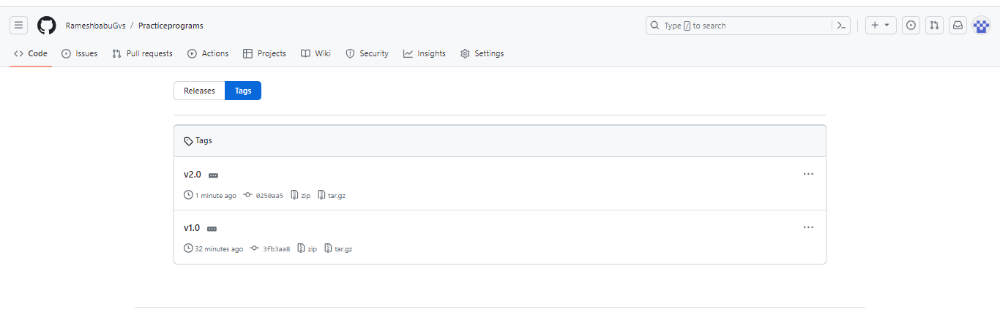 RameshbabuGvs / Practiceprograms
Type / to search
Code Issues Pull requests Actions Projects Wiki Security Insights Settings
Releases Tags
Tags
v2.0
1 minute ago 0250aa5 zip tar.gz
v1.0
32 minutes ago 3fb3aa8 zip tar.gz